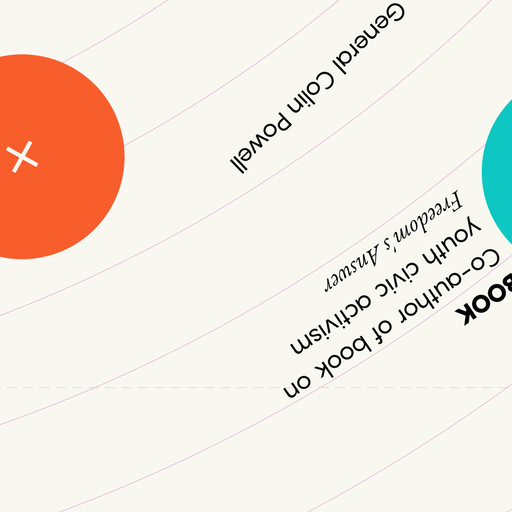 BOOK
Co-author of book on
youth civic activism
Freedom's Answer
General Colin Powell